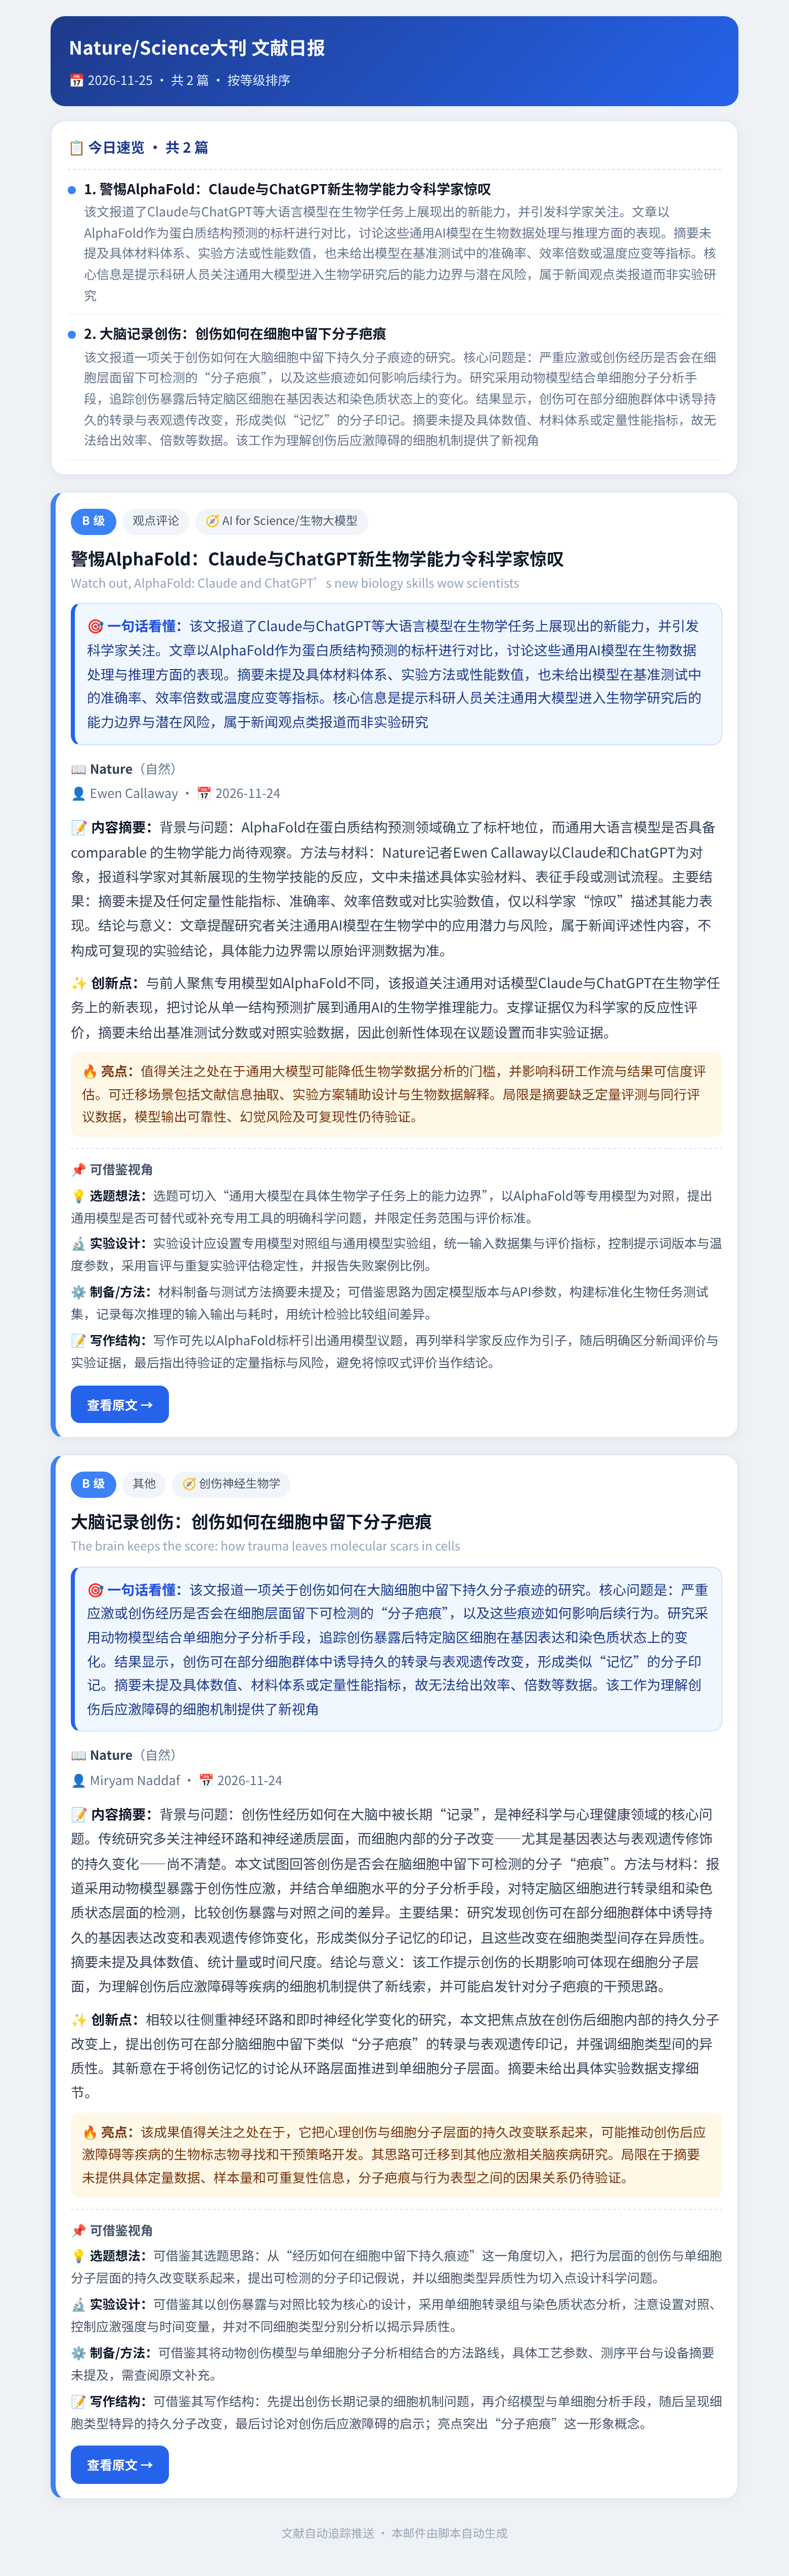 Nature/Science大刊 文献日报
📅 2026-11-25 · 共 2 篇 · 按等级排序
📋 今日速览 · 共 2 篇
1. 警惕AlphaFold：Claude与ChatGPT新生物学能力令科学家惊叹
该文报道了Claude与ChatGPT等大语言模型在生物学任务上展现出的新能力，并引发科学家关注。文章以
AlphaFold作为蛋白质结构预测的标杆进行对比，讨论这些通用AI模型在生物数据处理与推理方面的表现。摘要未
提及具体材料体系、实验方法或性能数值，也未给出模型在基准测试中的准确率、效率倍数或温度应变等指标。核
心信息是提示科研人员关注通用大模型进入生物学研究后的能力边界与潜在风险，属于新闻观点类报道而非实验研
究
2. 大脑记录创伤：创伤如何在细胞中留下分子疤痕
该文报道一项关于创伤如何在大脑细胞中留下持久分子痕迹的研究。核心问题是：严重应激或创伤经历是否会在细
胞层面留下可检测的“分子疤痕”，以及这些痕迹如何影响后续行为。研究采用动物模型结合单细胞分子分析手
段，追踪创伤暴露后特定脑区细胞在基因表达和染色质状态上的变化。结果显示，创伤可在部分细胞群体中诱导持
久的转录与表观遗传改变，形成类似“记忆”的分子印记。摘要未提及具体数值、材料体系或定量性能指标，故无
法给出效率、倍数等数据。该工作为理解创伤后应激障碍的细胞机制提供了新视角
B 级 观点评论 🧭 AI for Science/生物大模型
警惕AlphaFold：Claude与ChatGPT新生物学能力令科学家惊叹
Watch out, AlphaFold: Claude and ChatGPT’s new biology skills wow scientists
🎯 一句话看懂：该文报道了Claude与ChatGPT等大语言模型在生物学任务上展现出的新能力，并引发
科学家关注。文章以AlphaFold作为蛋白质结构预测的标杆进行对比，讨论这些通用AI模型在生物数据
处理与推理方面的表现。摘要未提及具体材料体系、实验方法或性能数值，也未给出模型在基准测试中
的准确率、效率倍数或温度应变等指标。核心信息是提示科研人员关注通用大模型进入生物学研究后的
能力边界与潜在风险，属于新闻观点类报道而非实验研究
📖 Nature（自然）
👤 Ewen Callaway · 📅 2026-11-24
📝 内容摘要：背景与问题：AlphaFold在蛋白质结构预测领域确立了标杆地位，而通用大语言模型是否具备
comparable 的生物学能力尚待观察。方法与材料：Nature记者Ewen Callaway以Claude和ChatGPT为对
象，报道科学家对其新展现的生物学技能的反应，文中未描述具体实验材料、表征手段或测试流程。主要结
果：摘要未提及任何定量性能指标、准确率、效率倍数或对比实验数值，仅以科学家“惊叹”描述其能力表
现。结论与意义：文章提醒研究者关注通用AI模型在生物学中的应用潜力与风险，属于新闻评述性内容，不
构成可复现的实验结论，具体能力边界需以原始评测数据为准。
✨ 创新点：与前人聚焦专用模型如AlphaFold不同，该报道关注通用对话模型Claude与ChatGPT在生物学任
务上的新表现，把讨论从单一结构预测扩展到通用AI的生物学推理能力。支撑证据仅为科学家的反应性评
价，摘要未给出基准测试分数或对照实验数据，因此创新性体现在议题设置而非实验证据。
🔥 亮点：值得关注之处在于通用大模型可能降低生物学数据分析的门槛，并影响科研工作流与结果可信度评
估。可迁移场景包括文献信息抽取、实验方案辅助设计与生物数据解释。局限是摘要缺乏定量评测与同行评
议数据，模型输出可靠性、幻觉风险及可复现性仍待验证。
📌 可借鉴视角
💡 选题想法：选题可切入“通用大模型在具体生物学子任务上的能力边界”，以AlphaFold等专用模型为对照，提出
通用模型是否可替代或补充专用工具的明确科学问题，并限定任务范围与评价标准。
🔬 实验设计：实验设计应设置专用模型对照组与通用模型实验组，统一输入数据集与评价指标，控制提示词版本与温
度参数，采用盲评与重复实验评估稳定性，并报告失败案例比例。
⚙️ 制备/方法：材料制备与测试方法摘要未提及；可借鉴思路为固定模型版本与API参数，构建标准化生物任务测试
集，记录每次推理的输入输出与耗时，用统计检验比较组间差异。
📝 写作结构：写作可先以AlphaFold标杆引出通用模型议题，再列举科学家反应作为引子，随后明确区分新闻评价与
实验证据，最后指出待验证的定量指标与风险，避免将惊叹式评价当作结论。
查看原文 →
B 级 其他 🧭 创伤神经生物学
大脑记录创伤：创伤如何在细胞中留下分子疤痕
The brain keeps the score: how trauma leaves molecular scars in cells
🎯 一句话看懂：该文报道一项关于创伤如何在大脑细胞中留下持久分子痕迹的研究。核心问题是：严重
应激或创伤经历是否会在细胞层面留下可检测的“分子疤痕”，以及这些痕迹如何影响后续行为。研究采
用动物模型结合单细胞分子分析手段，追踪创伤暴露后特定脑区细胞在基因表达和染色质状态上的变
化。结果显示，创伤可在部分细胞群体中诱导持久的转录与表观遗传改变，形成类似“记忆”的分子印
记。摘要未提及具体数值、材料体系或定量性能指标，故无法给出效率、倍数等数据。该工作为理解创
伤后应激障碍的细胞机制提供了新视角
📖 Nature（自然）
👤 Miryam Naddaf · 📅 2026-11-24
📝 内容摘要：背景与问题：创伤性经历如何在大脑中被长期“记录”，是神经科学与心理健康领域的核心问
题。传统研究多关注神经环路和神经递质层面，而细胞内部的分子改变——尤其是基因表达与表观遗传修饰
的持久变化——尚不清楚。本文试图回答创伤是否会在脑细胞中留下可检测的分子“疤痕”。方法与材料：报
道采用动物模型暴露于创伤性应激，并结合单细胞水平的分子分析手段，对特定脑区细胞进行转录组和染色
质状态层面的检测，比较创伤暴露与对照之间的差异。主要结果：研究发现创伤可在部分细胞群体中诱导持
久的基因表达改变和表观遗传修饰变化，形成类似分子记忆的印记，且这些改变在细胞类型间存在异质性。
摘要未提及具体数值、统计量或时间尺度。结论与意义：该工作提示创伤的长期影响可体现在细胞分子层
面，为理解创伤后应激障碍等疾病的细胞机制提供了新线索，并可能启发针对分子疤痕的干预思路。
✨ 创新点：相较以往侧重神经环路和即时神经化学变化的研究，本文把焦点放在创伤后细胞内部的持久分子
改变上，提出创伤可在部分脑细胞中留下类似“分子疤痕”的转录与表观遗传印记，并强调细胞类型间的异
质性。其新意在于将创伤记忆的讨论从环路层面推进到单细胞分子层面。摘要未给出具体实验数据支撑细
节。
🔥 亮点：该成果值得关注之处在于，它把心理创伤与细胞分子层面的持久改变联系起来，可能推动创伤后应
激障碍等疾病的生物标志物寻找和干预策略开发。其思路可迁移到其他应激相关脑疾病研究。局限在于摘要
未提供具体定量数据、样本量和可重复性信息，分子疤痕与行为表型之间的因果关系仍待验证。
📌 可借鉴视角
💡 选题想法：可借鉴其选题思路：从“经历如何在细胞中留下持久痕迹”这一角度切入，把行为层面的创伤与单细胞
分子层面的持久改变联系起来，提出可检测的分子印记假说，并以细胞类型异质性为切入点设计科学问题。
🔬 实验设计：可借鉴其以创伤暴露与对照比较为核心的设计，采用单细胞转录组与染色质状态分析，注意设置对照、
控制应激强度与时间变量，并对不同细胞类型分别分析以揭示异质性。
⚙️ 制备/方法：可借鉴其将动物创伤模型与单细胞分子分析相结合的方法路线，具体工艺参数、测序平台与设备摘要
未提及，需查阅原文补充。
📝 写作结构：可借鉴其写作结构：先提出创伤长期记录的细胞机制问题，再介绍模型与单细胞分析手段，随后呈现细
胞类型特异的持久分子改变，最后讨论对创伤后应激障碍的启示；亮点突出“分子疤痕”这一形象概念。
查看原文 →
文献自动追踪推送 · 本邮件由脚本自动生成